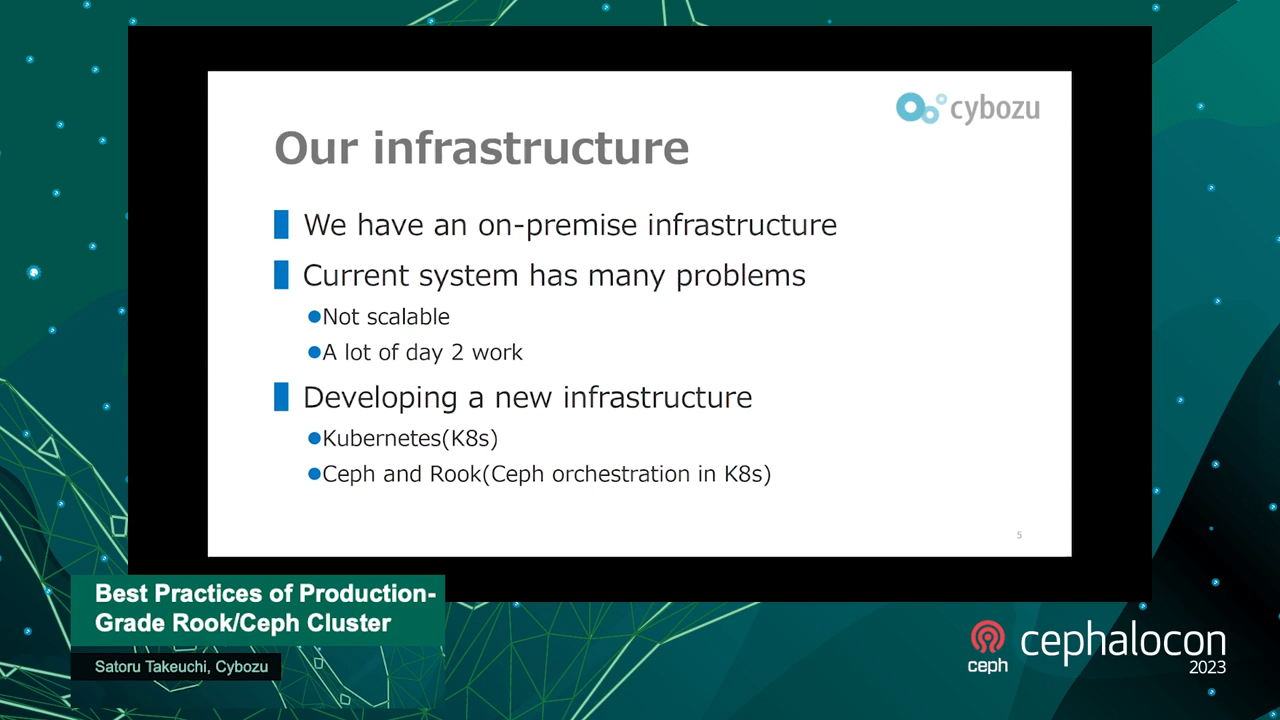 cybozu
Our infrastructure
We have an on-premise infrastructure
Current system has many problems
Not scalable
A lot of day 2 work
Developing a new infrastructure
Kubernetes(K8s)
Ceph and Rook(Ceph orchestration in K8s)
5
Best Practices of Production-
Grade Rook/Ceph Cluster
Satoru Takeuchi, Cybozu
ceph
cephalocon
2023